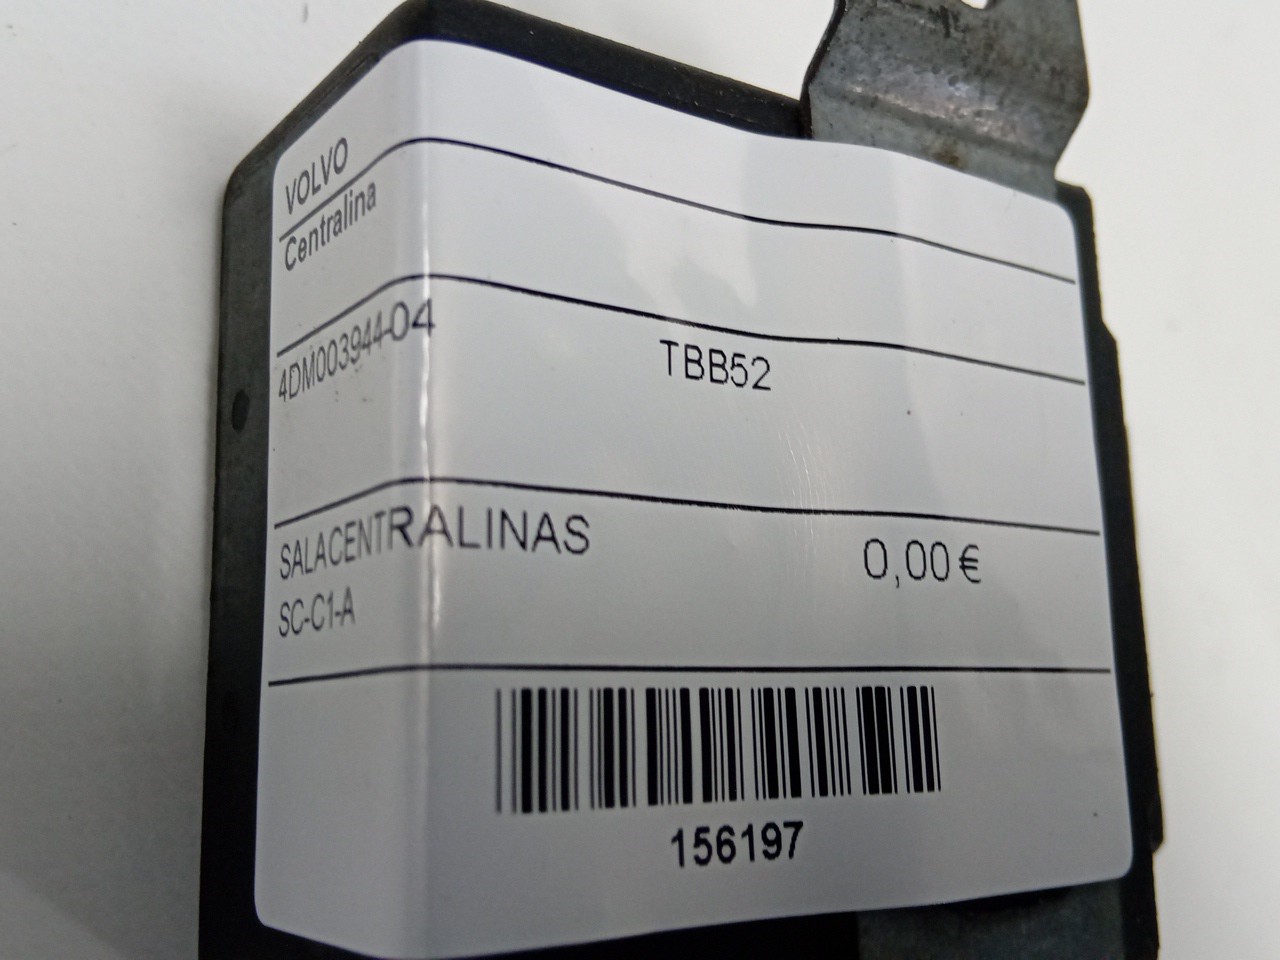 VOLVO
Centralina
4DM003944-04 TBB52
SALACENTRALINAS 0,00 €
SC-C1-A
156197